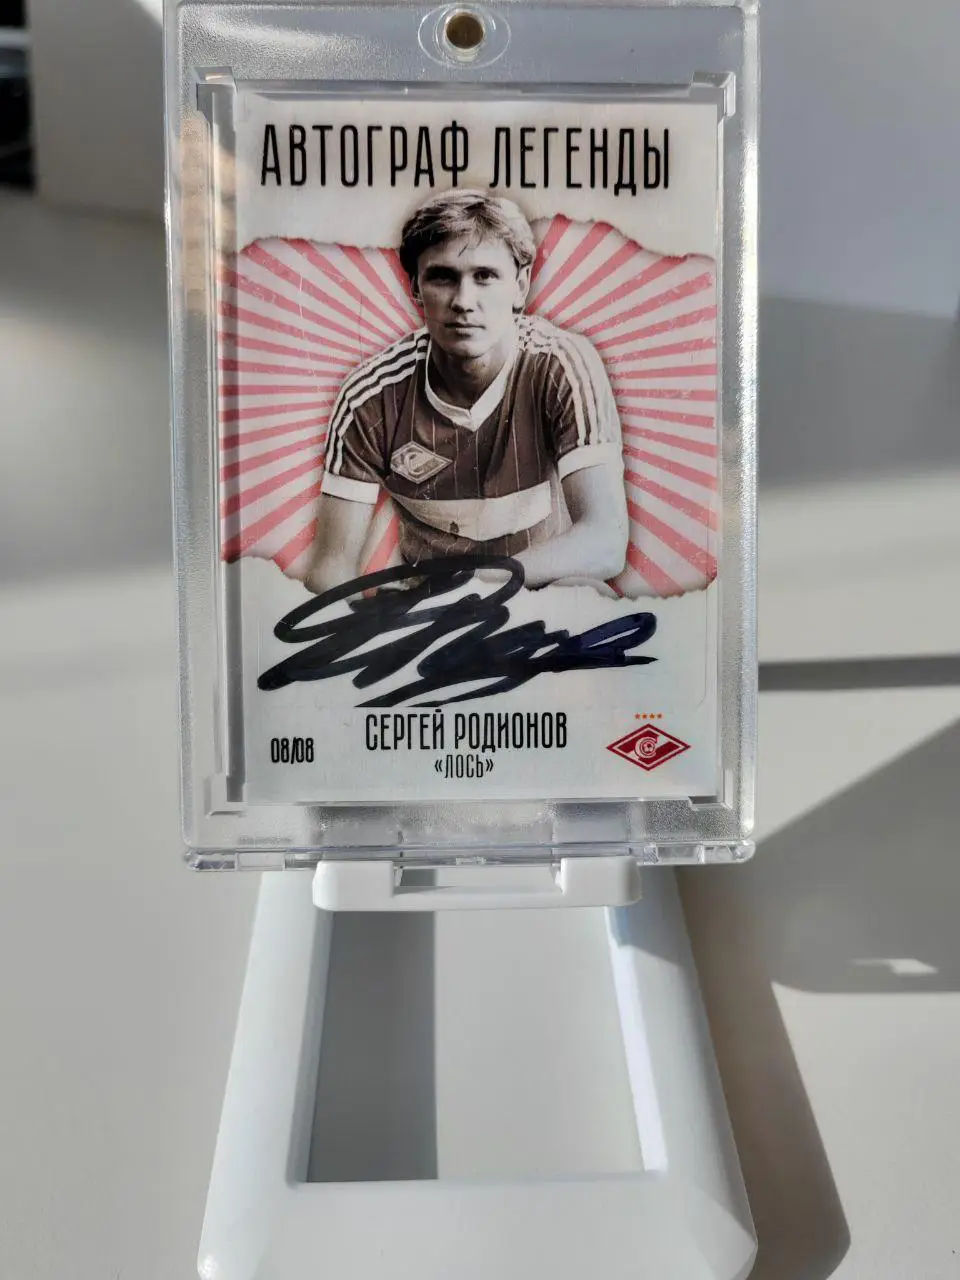 АВТОГРАФ ЛЕГЕНДЫ
СЕРГЕЙ РОДИОНОВ
«ЛОСЬ»
08/08